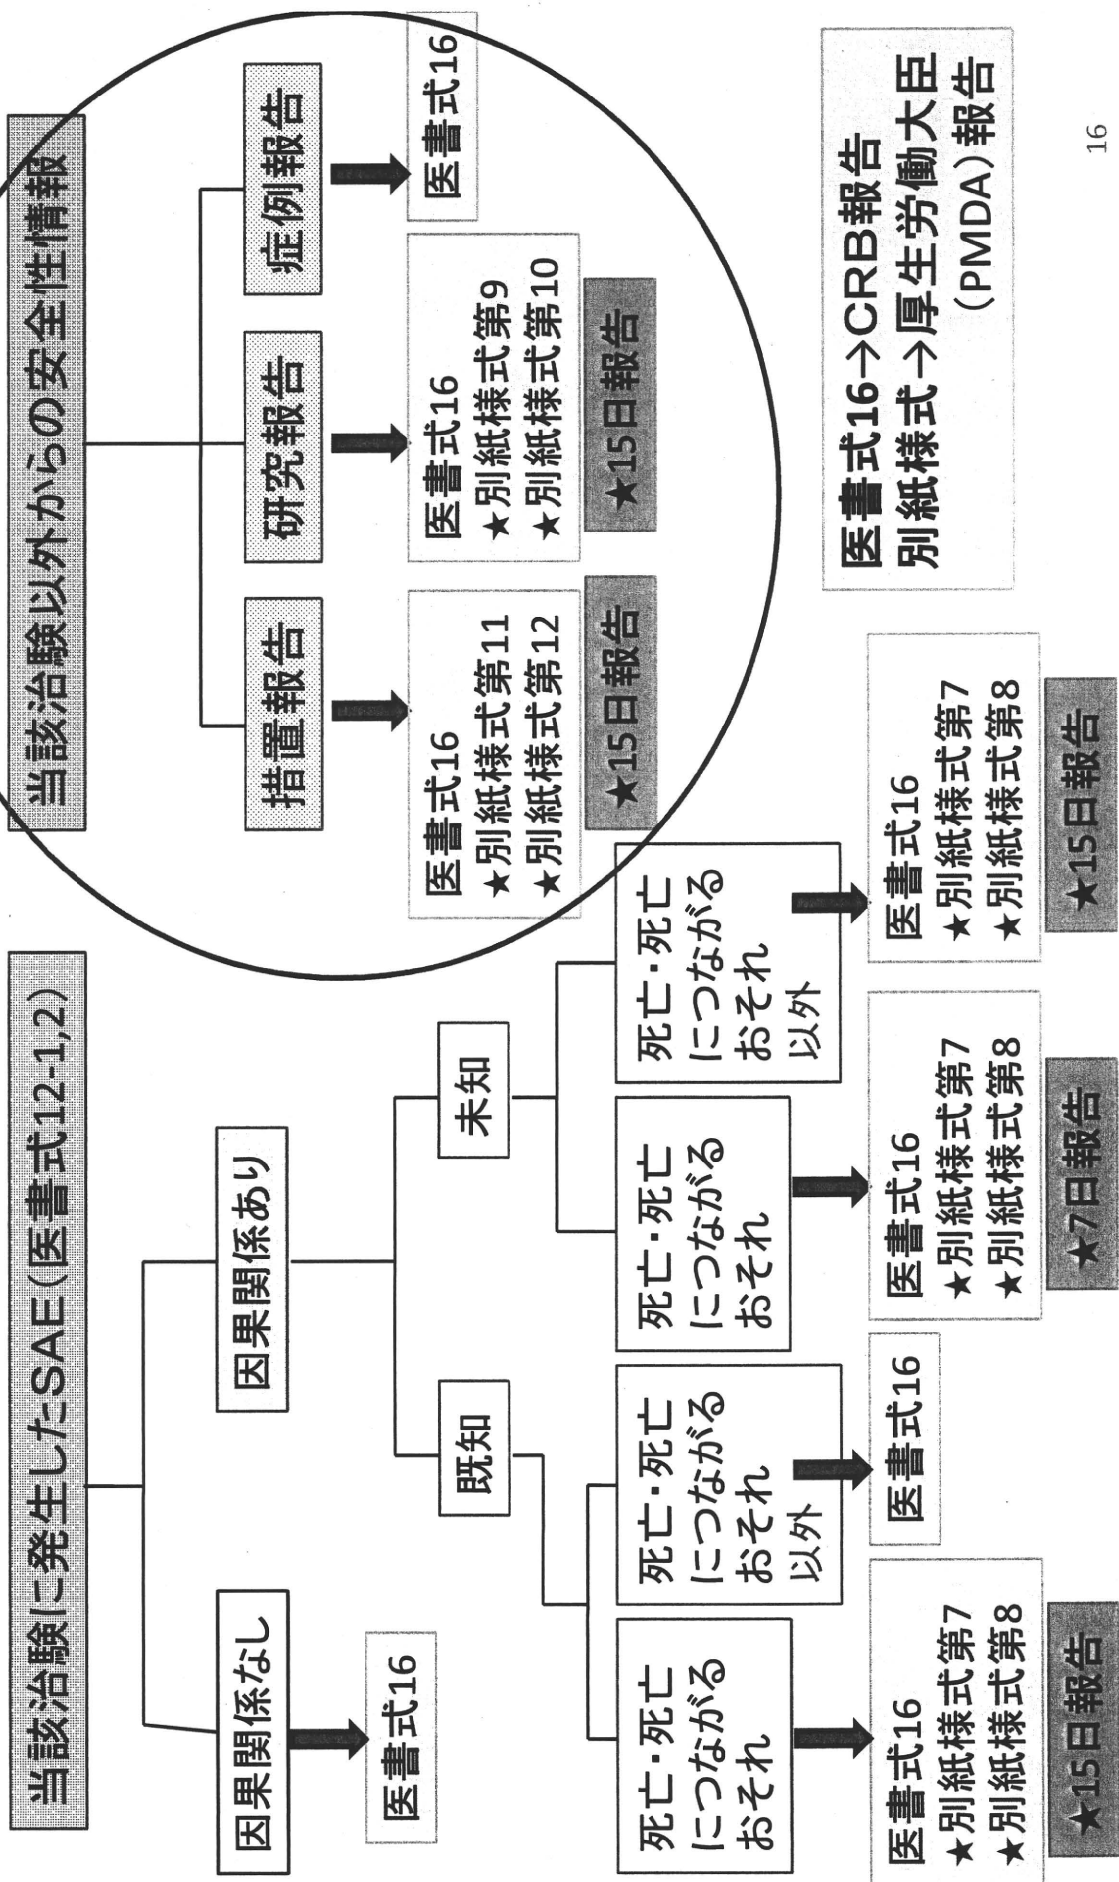 当該治験に発生したSAE(医書式12-1,2)
因果関係なし
医書式16
因果関係あり
既知
未知
死亡・死亡
につながる
おそれ
医書式16
★別紙様式第7
★別紙様式第8
★15日報告
死亡・死亡
につながる
おそれ
以外
医書式16
死亡・死亡
につながる
おそれ
医書式16
★別紙様式第7
★別紙様式第8
★7日報告
死亡・死亡
につながる
おそれ
以外
医書式16
★別紙様式第7
★別紙様式第8
★15日報告
当該治験以外からの安全性情報
措置報告
医書式16
★別紙様式第11
★別紙様式第12
★15日報告
研究報告
医書式16
★別紙様式第9
★別紙様式第10
★15日報告
症例報告
医書式16
医書式16→CRB報告
別紙様式→厚生労働大臣
(PMDA)報告
16